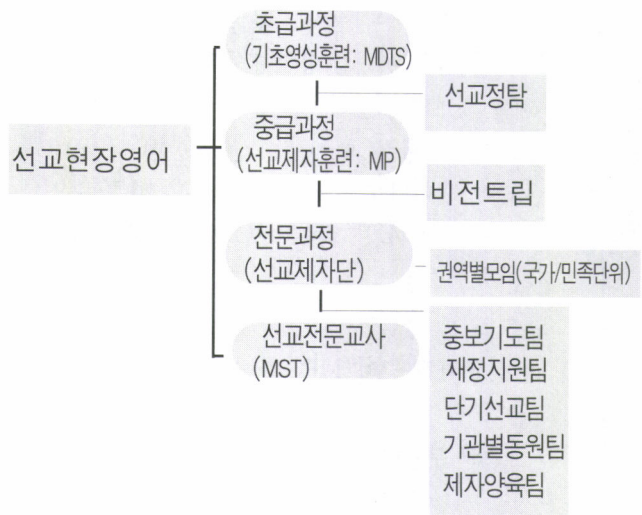 초급과정
(기초영성훈련: MDTS)
선교정탐
중급과정
(선교제자훈련: MP)
선교현장영어
비전트립
전문과정
(선교제자단)
권역별모임(국가/민족단위)
선교전문교사
(MST)
중보기도팀
재정지원팀
단기선교팀
기관별동원팀
제자양육팀